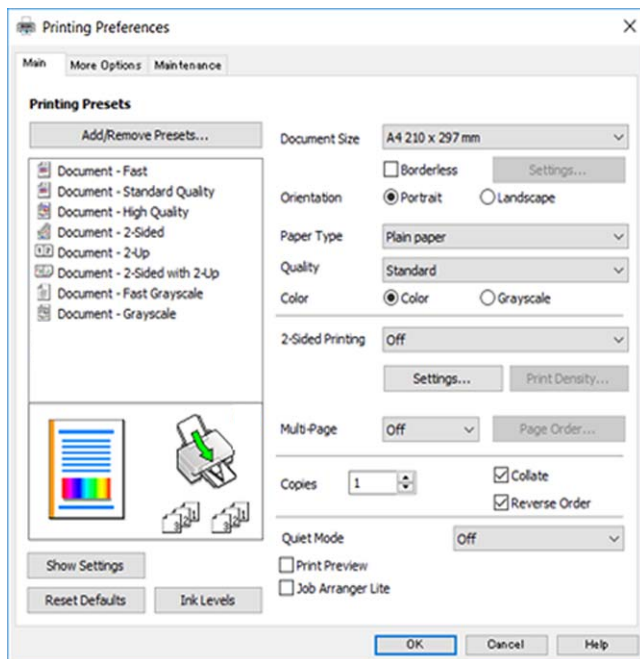 Printing Preferences
Main More Options Maintenance
Printing Presets
Add/Remove Presets...
Document - Fast
Document - Standard Quality
Document - High Quality
Document - 2-Sided
Document - 2-Up
Document - 2-Sided with 2-Up
Document - Fast Grayscale
Document - Grayscale
Show Settings
Reset Defaults Ink Levels
Document Size A4 210 x 297 mm
Borderless Settings...
Orientation Portrait Landscape
Paper Type Plain paper
Quality Standard
Color Color Grayscale
2-Sided Printing Off
Settings... Print Density...
Multi-Page Off Page Order...
Copies 1 Collate
Reverse Order
Quiet Mode Off
Print Preview
Job Arranger Lite
OK Cancel Help